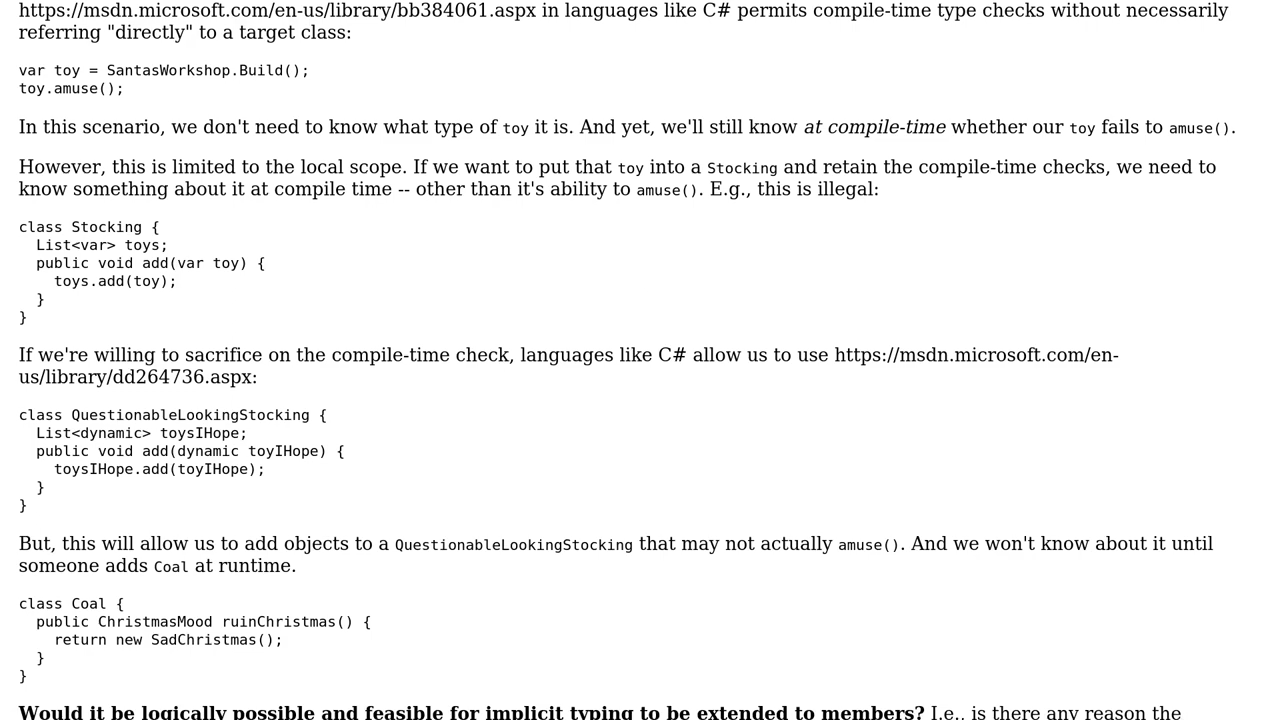 https://msdn.microsoft.com/en-us/library/bb384061.aspx in languages like C# permits compile-time type checks without necessarily
referring "directly" to a target class:
var toy = SantasWorkshop.Build();
toy.amuse();
In this scenario, we don't need to know what type of toy it is. And yet, we'll still know at compile-time whether our toy fails to amuse().
However, this is limited to the local scope. If we want to put that toy into a Stocking and retain the compile-time checks, we need to
know something about it at compile time -- other than it's ability to amuse(). E.g., this is illegal:
class Stocking {
  List<var> toys;
  public void add(var toy) {
    toys.add(toy);
  }
}
If we're willing to sacrifice on the compile-time check, languages like C# allow us to use https://msdn.microsoft.com/en-
us/library/dd264736.aspx:
class QuestionableLookingStocking {
  List<dynamic> toysIHope;
  public void add(dynamic toyIHope) {
    toysIHope.add(toyIHope);
  }
}
But, this will allow us to add objects to a QuestionableLookingStocking that may not actually amuse(). And we won't know about it until
someone adds Coal at runtime.
class Coal {
  public ChristmasMood ruinChristmas() {
    return new SadChristmas();
  }
}
Would it be logically possible and feasible for implicit typing to be extended to members? I.e., is there any reason the